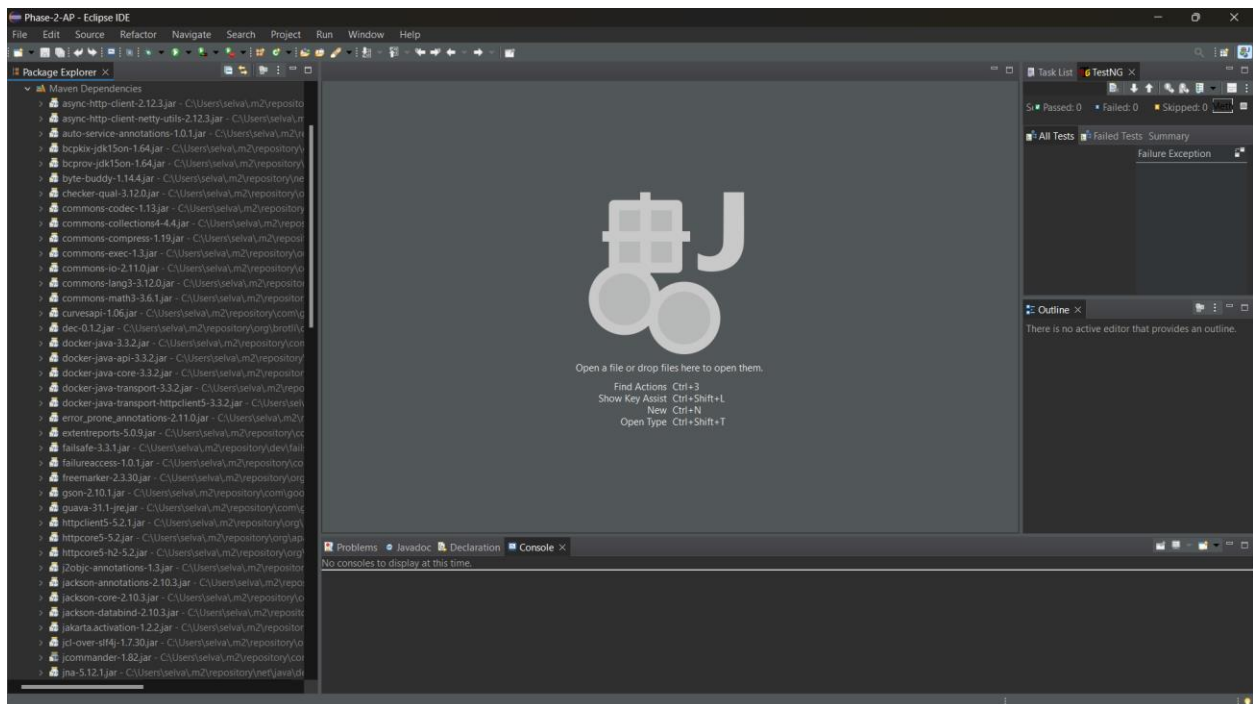 Phase-2-AP - Eclipse IDE
File Edit Source Refactor Navigate Search Project Run Window Help
Package Explorer
Maven Dependencies
async-http-client-2.12.3.jar - C:\Users\selva\.m2\reposito
async-http-client-netty-utils-2.12.3.jar - C:\Users\selva\.m
auto-service-annotations-1.0.1.jar - C:\Users\selva\.m2\re
bcpkix-jdk15on-1.64.jar - C:\Users\selva\.m2\repository\
bcprov-jdk15on-1.64.jar - C:\Users\selva\.m2\repository\
byte-buddy-1.14.4.jar - C:\Users\selva\.m2\repository\ne
checker-qual-3.12.0.jar - C:\Users\selva\.m2\repository\o
commons-codec-1.13.jar - C:\Users\selva\.m2\repository
commons-collections4-4.4.jar - C:\Users\selva\.m2\repos
commons-compress-1.19.jar - C:\Users\selva\.m2\reposi
commons-exec-1.3.jar - C:\Users\selva\.m2\repository\o
commons-io-2.11.0.jar - C:\Users\selva\.m2\repository\c
commons-lang3-3.12.0.jar - C:\Users\selva\.m2\repositor
commons-math3-3.6.1.jar - C:\Users\selva\.m2\repositor
curvesapi-1.06.jar - C:\Users\selva\.m2\repository\com\g
dec-0.1.2.jar - C:\Users\selva\.m2\repository\org\brotli\c
docker-java-3.3.2.jar - C:\Users\selva\.m2\repository\con
docker-java-api-3.3.2.jar - C:\Users\selva\.m2\repository\
docker-java-core-3.3.2.jar - C:\Users\selva\.m2\repositor
docker-java-transport-3.3.2.jar - C:\Users\selva\.m2\repo
docker-java-transport-httpclient5-3.3.2.jar - C:\Users\selv
error_prone_annotations-2.11.0.jar - C:\Users\selva\.m2\r
extentreports-5.0.9.jar - C:\Users\selva\.m2\repository\cc
failsafe-3.3.1.jar - C:\Users\selva\.m2\repository\dev\fail
failureaccess-1.0.1.jar - C:\Users\selva\.m2\repository\co
freemarker-2.3.30.jar - C:\Users\selva\.m2\repository\org
gson-2.10.1.jar - C:\Users\selva\.m2\repository\com\goo
guava-31.1-jre.jar - C:\Users\selva\.m2\repository\com\g
httpclient5-5.2.1.jar - C:\Users\selva\.m2\repository\org\
httpcore5-5.2.jar - C:\Users\selva\.m2\repository\org\ap
httpcore5-h2-5.2.jar - C:\Users\selva\.m2\repository\org\
j2objc-annotations-1.3.jar - C:\Users\selva\.m2\repositor
jackson-annotations-2.10.3.jar - C:\Users\selva\.m2\repo
jackson-core-2.10.3.jar - C:\Users\selva\.m2\repository\c
jackson-databind-2.10.3.jar - C:\Users\selva\.m2\reposito
jakarta.activation-1.2.2.jar - C:\Users\selva\.m2\repositor
jcl-over-slf4j-1.7.30.jar - C:\Users\selva\.m2\repository\o
jcommander-1.82.jar - C:\Users\selva\.m2\repository\co
jna-5.12.1.jar - C:\Users\selva\.m2\repository\net\java\de
Open a file or drop files here to open them.
Find Actions Ctrl+3
Show Key Assist Ctrl+Shift+L
New Ctrl+N
Open Type Ctrl+Shift+T
Problems Javadoc Declaration Console
No consoles to display at this time.
Task List TestNG
Passed: 0 Failed: 0 Skipped: 0
All Tests Failed Tests Summary
Failure Exception
Outline
There is no active editor that provides an outline.